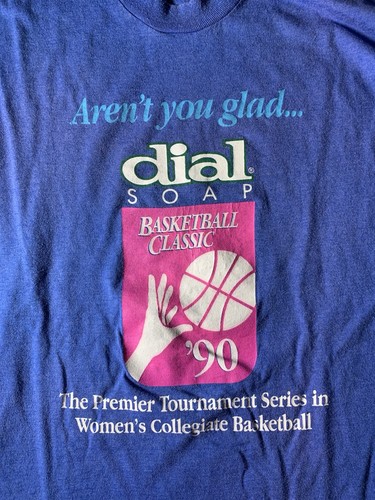 Aren't you glad...
dial®
SOAP
BASKETBALL
CLASSIC
'90
The Premier Tournament Series in
Women's Collegiate Basketball